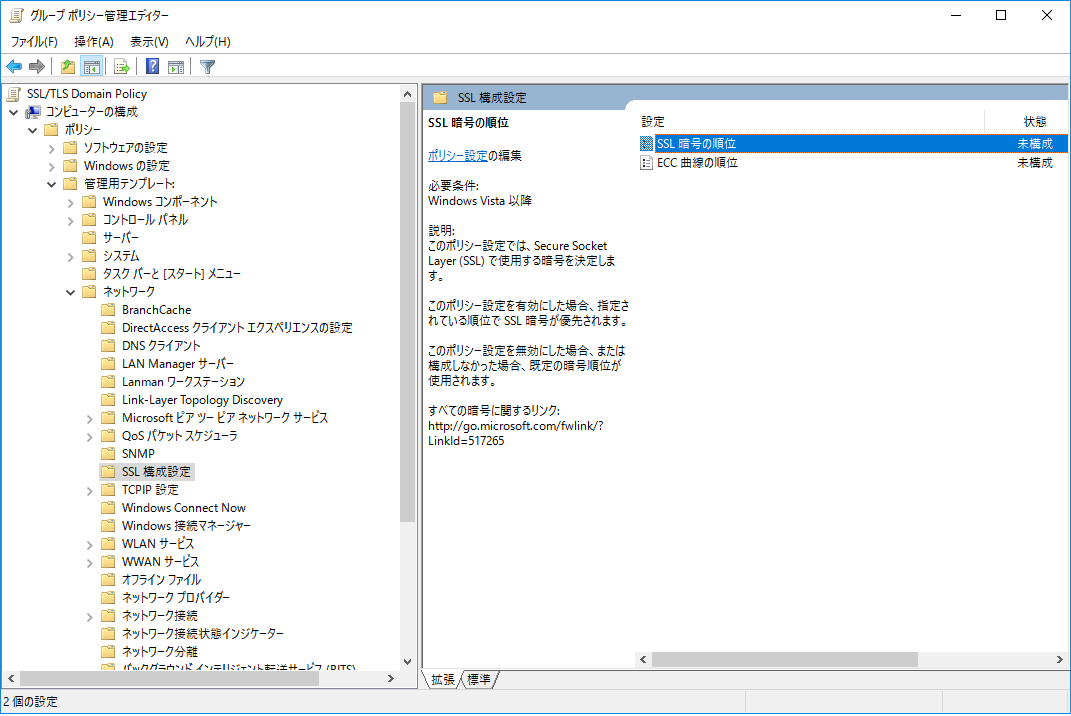 グループ ポリシー管理エディター
ファイル(F) 操作(A) 表示(V) ヘルプ(H)
SSL/TLS Domain Policy
コンピューターの構成
ポリシー
ソフトウェアの設定
Windows の設定
管理用テンプレート:
Windows コンポーネント
コントロール パネル
サーバー
システム
タスク バーと [スタート] メニュー
ネットワーク
BranchCache
DirectAccess クライアント エクスペリエンスの設定
DNS クライアント
LAN Manager サーバー
Lanman ワークステーション
Link-Layer Topology Discovery
Microsoft ピア ツー ピア ネットワーク サービス
QoS パケット スケジューラ
SNMP
SSL 構成設定
TCPIP 設定
Windows Connect Now
Windows 接続マネージャー
WLAN サービス
WWAN サービス
オフライン ファイル
ネットワーク プロバイダー
ネットワーク接続
ネットワーク接続状態インジケーター
ネットワーク分離
バックグラウンド インテリジェント転送サービス (BITS)
SSL 構成設定
SSL 暗号の順位
ポリシー設定の編集
必要条件:
Windows Vista 以降
説明:
このポリシー設定では、Secure Socket
Layer (SSL) で使用する暗号を決定しま
す。
このポリシー設定を有効にした場合、指定さ
れている順位で SSL 暗号が優先されます。
このポリシー設定を無効にした場合、または
構成しなかった場合、既定の暗号順位が
使用されます。
すべての暗号に関するリンク:
http://go.microsoft.com/fwlink/?
LinkId=517265
設定 状態
SSL 暗号の順位 未構成
ECC 曲線の順位 未構成
拡張 標準
2 個の設定